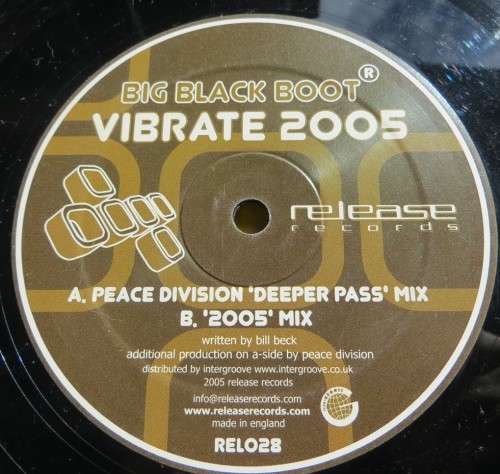 BIG BLACK BOOT ®
VIBRATE 2005
release
records
A. PEACE DIVISION 'DEEPER PASS' MIX
B. '2005' MIX
written by bill beck
additional production on a-side by peace division
distributed by intergroove www.intergroove.co.uk
2005 release records
info@releaserecords.com
www.releaserecords.com
made in england
REL028